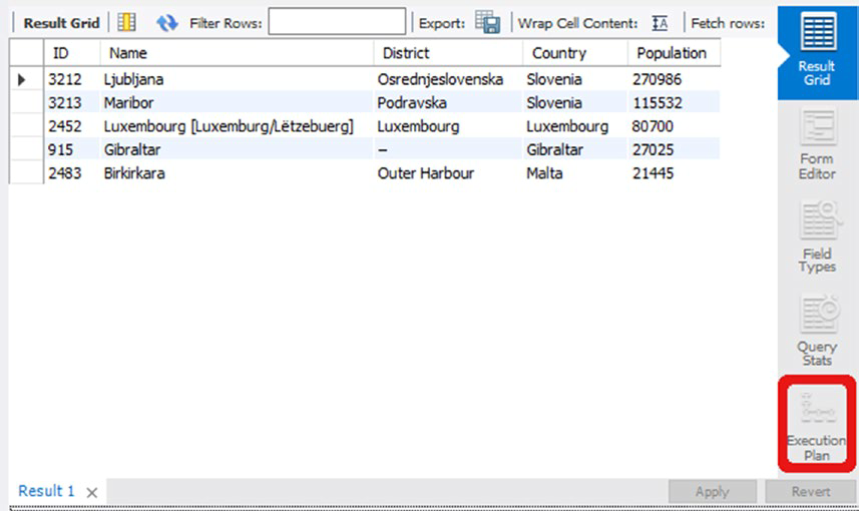 Result Grid Filter Rows: Export: Wrap Cell Content: Fetch rows:
ID Name District Country Population
3212 Ljubljana Osrednjeslovenska Slovenia 270986
3213 Maribor Podravska Slovenia 115532
2452 Luxembourg [Luxemburg/Lëtzebuerg] Luxembourg Luxembourg 80700
915 Gibraltar – Gibraltar 27025
2483 Birkirkara Outer Harbour Malta 21445
Result
Grid
Form
Editor
Field
Types
Query
Stats
Execution
Plan
Result 1 × Apply Revert